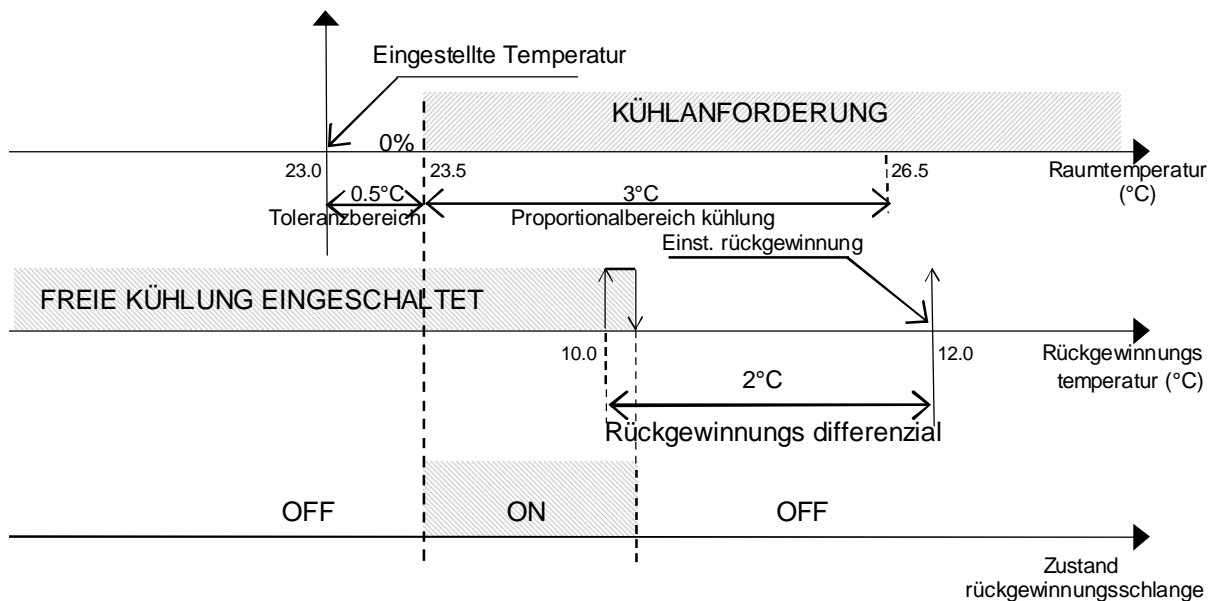 Eingestellte Temperatur
KÜHLANFORDERUNG
0%
23.0
23.5
26.5
Raumtemperatur
(°C)
0.5°C
3°C
Toleranzbereich
Proportionalbereich kühlung
Einst. rückgewinnung
FREIE KÜHLUNG EINGESCHALTET
10.0
12.0
Rückgewinnungs
temperatur (°C)
2°C
Rückgewinnungs differenzial
OFF
ON
OFF
Zustand
rückgewinnungsschlange